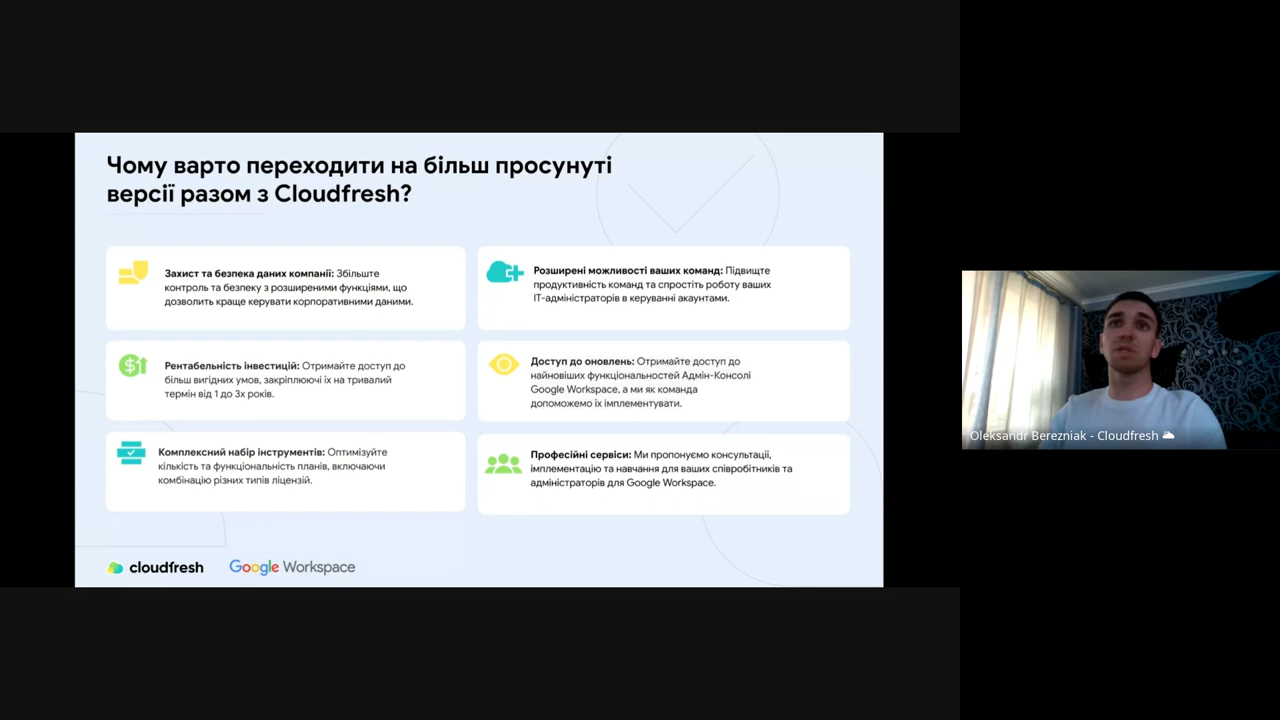 Чому варто переходити на більш просунуті
версії разом з Cloudfresh?
Захист та безпека даних компанії: Збільште
контроль та безпеку з розширеними функціями, що
дозволить краще керувати корпоративними даними.
Розширені можливості ваших команд: Підвищте
продуктивність команд та спростіть роботу ваших
ІТ-адміністраторів в керуванні акаунтами.
Рентабельність інвестицій: Отримайте доступ до
більш вигідних умов, закріплюючі їх на тривалий
термін від 1 до 3х років.
Доступ до оновлень: Отримайте доступ до
найновіших функціональностей Адмін-Консолі
Google Workspace, а ми як команда
допоможемо їх імплементувати.
Комплексний набір інструментів: Оптимізуйте
кількість та функціональність планів, включаючи
комбінацію різних типів ліцензій.
Професійні сервіси: Ми пропонуємо консультації,
імплементацію та навчання для ваших співробітників та
адміністраторів для Google Workspace.
cloudfresh
Google Workspace
Oleksandr Berezniak - Cloudfresh